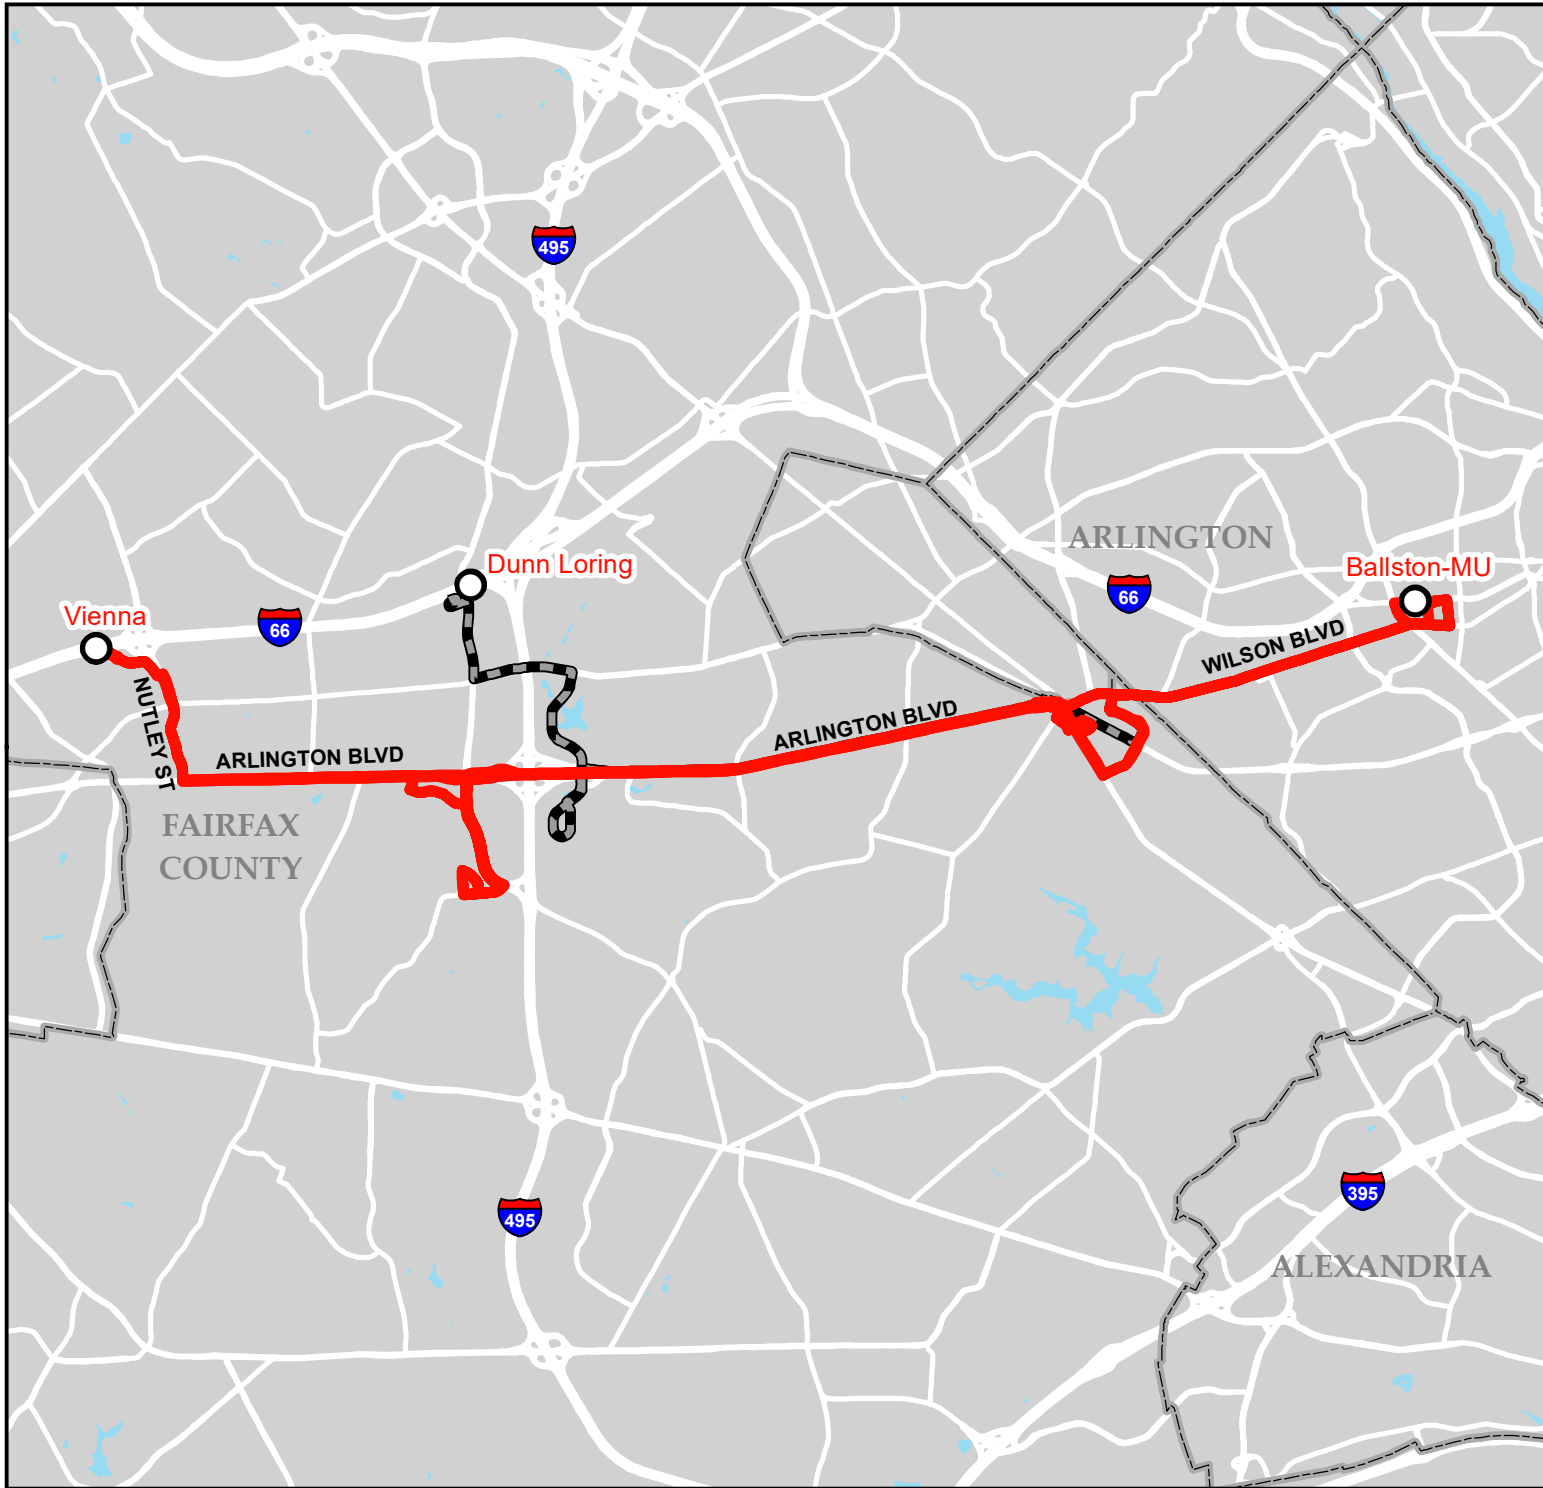 495
ARLINGTON
Dunn Loring
Ballston-MU
66
Vienna
66
WILSON BLVD
NUTLEY ST
ARLINGTON BLVD
ARLINGTON BLVD
FAIRFAX
COUNTY
495
395
ALEXANDRIA